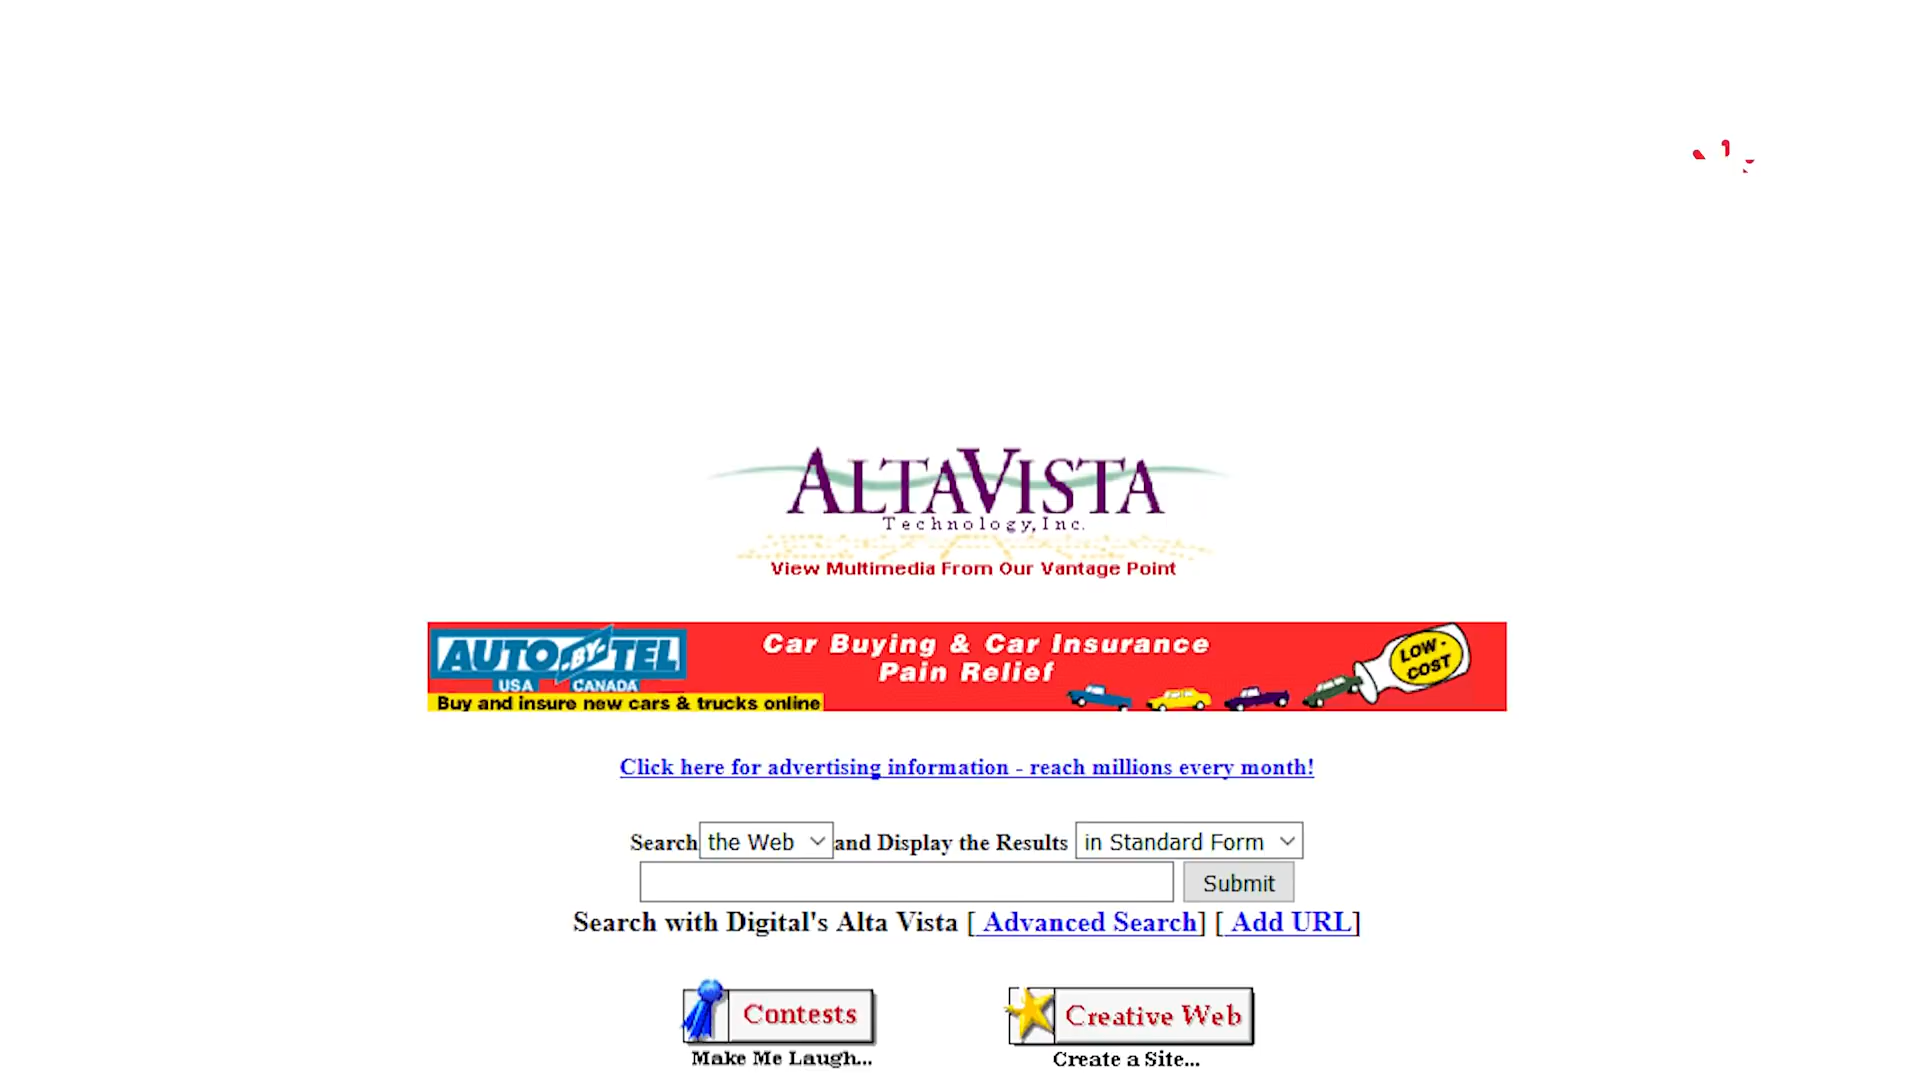 ALTAVISTA
Technology, Inc.
View Multimedia From Our Vantage Point
AUTO-BY-TEL
USA CANADA
Buy and insure new cars & trucks online
Car Buying & Car Insurance
Pain Relief
LOW-
COST
Click here for advertising information - reach millions every month!
Search the Web and Display the Results in Standard Form
Submit
Search with Digital's Alta Vista [ Advanced Search] [ Add URL]
Contests
Make Me Laugh...
Creative Web
Create a Site...